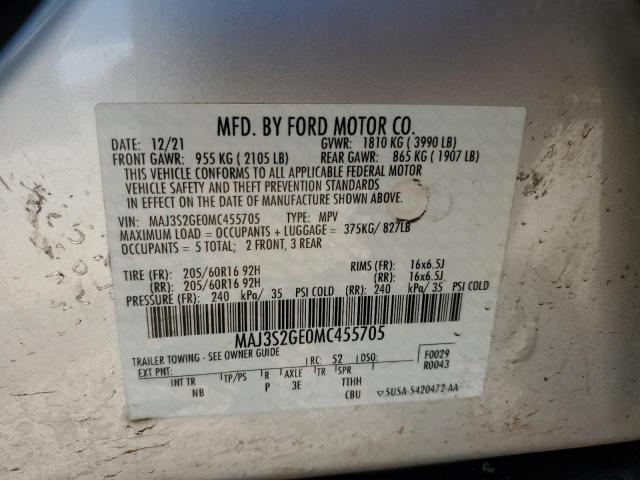 MFD. BY FORD MOTOR CO.
DATE: 12/21 GVWR: 1810 KG ( 3990 LB)
FRONT GAWR: 955 KG ( 2105 LB) REAR GAWR: 865 KG ( 1907 LB)
THIS VEHICLE CONFORMS TO ALL APPLICABLE FEDERAL MOTOR
VEHICLE SAFETY AND THEFT PREVENTION STANDARDS
IN EFFECT ON THE DATE OF MANUFACTURE SHOWN ABOVE.
VIN: MAJ3S2GE0MC455705 TYPE: MPV
MAXIMUM LOAD = OCCUPANTS + LUGGAGE = 375KG/ 827LB
OCCUPANTS = 5 TOTAL; 2 FRONT, 3 REAR
TIRE (FR): 205/60R16 92H RIMS (FR): 16x6.5J
(RR): 205/60R16 92H (RR): 16x6.5J
PRESSURE (FR): 240 kPa/ 35 PSI COLD (RR): 240 kPa/ 35 PSI COLD
MAJ3S2GE0MC455705
TRAILER TOWING - SEE OWNER GUIDE
EXT PNT: RC: 52 DSO: F0029
R0043
INT TR TP/PS R AXLE TR SPR
NB P 3E TTHH
CBU 5U5A-5420472-AA